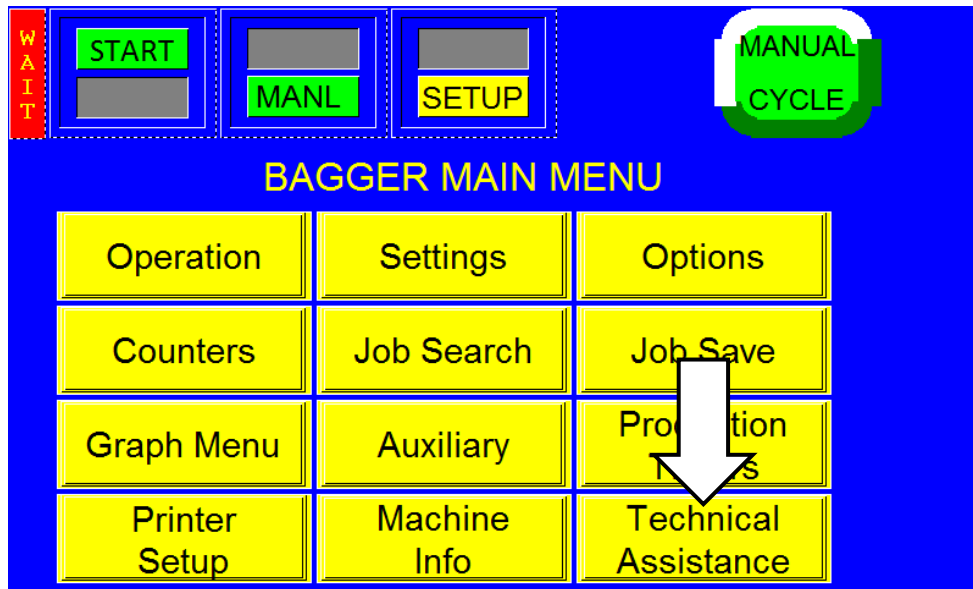 WAIT
START
MANL
SETUP
MANUAL
CYCLE
BAGGER MAIN MENU
Operation
Settings
Options
Counters
Job Search
Job Save
Graph Menu
Auxiliary
Printer
Setup
Machine
Info
Technical
Assistance